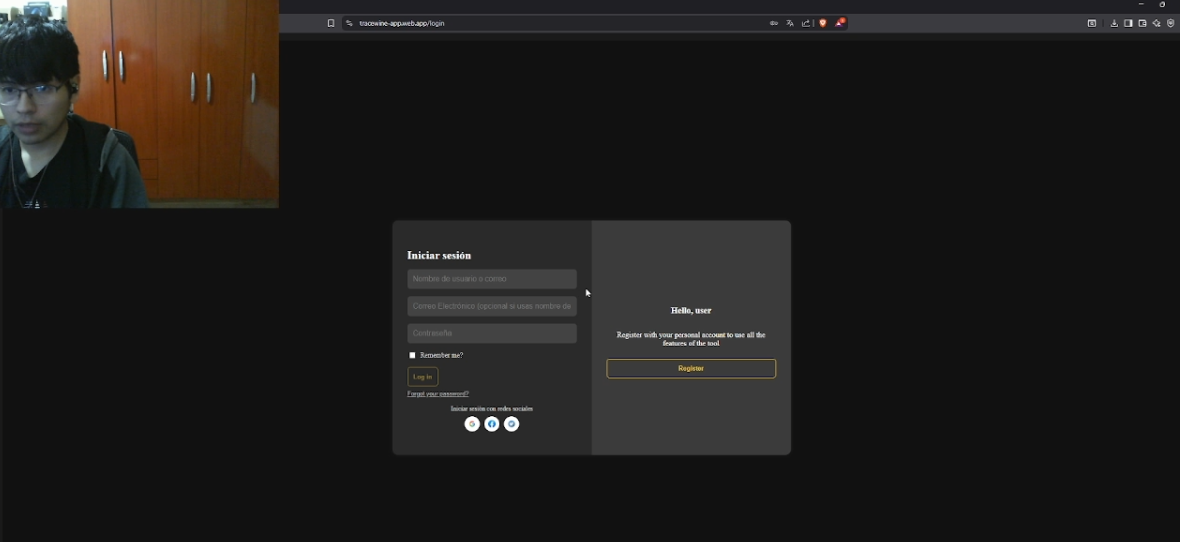 tracewine-app.web.app/login
Iniciar sesión
Nombre de usuario o correo
Correo Electrónico (opcional si usas nombre de
Contraseña
Remember me?
Log in
Forgot your password?
Iniciar sesión con redes sociales
Hello, user
Register with your personal account to use all the
features of the tool
Register